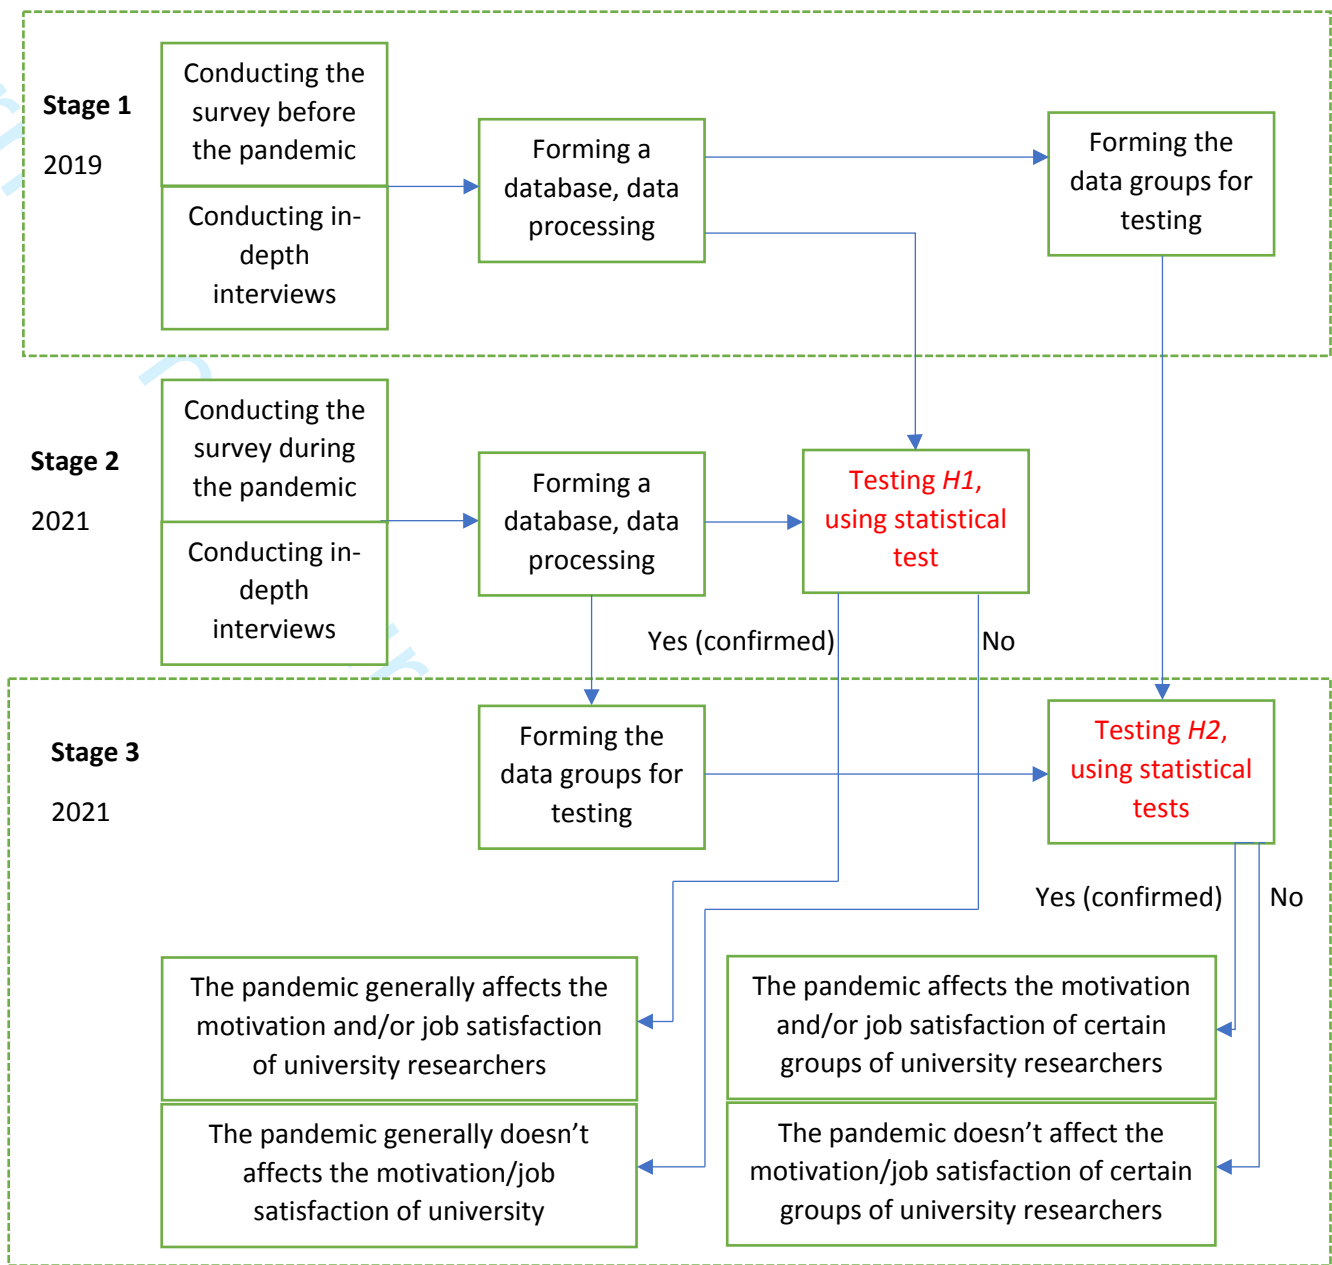 Stage 1
2019
Conducting the
survey before
the pandemic
Conducting in-
depth
interviews
Forming a
database, data
processing
Forming the
data groups for
testing
Stage 2
2021
Conducting the
survey during
the pandemic
Conducting in-
depth
interviews
Forming a
database, data
processing
Testing H1,
using statistical
test
Yes (confirmed)
No
Stage 3
2021
Forming the
data groups for
testing
Testing H2,
using statistical
tests
Yes (confirmed)
No
The pandemic generally affects the
motivation and/or job satisfaction
of university researchers
The pandemic generally doesn’t
affects the motivation/job
satisfaction of university
The pandemic affects the motivation
and/or job satisfaction of certain
groups of university researchers
The pandemic doesn’t affect the
motivation/job satisfaction of certain
groups of university researchers